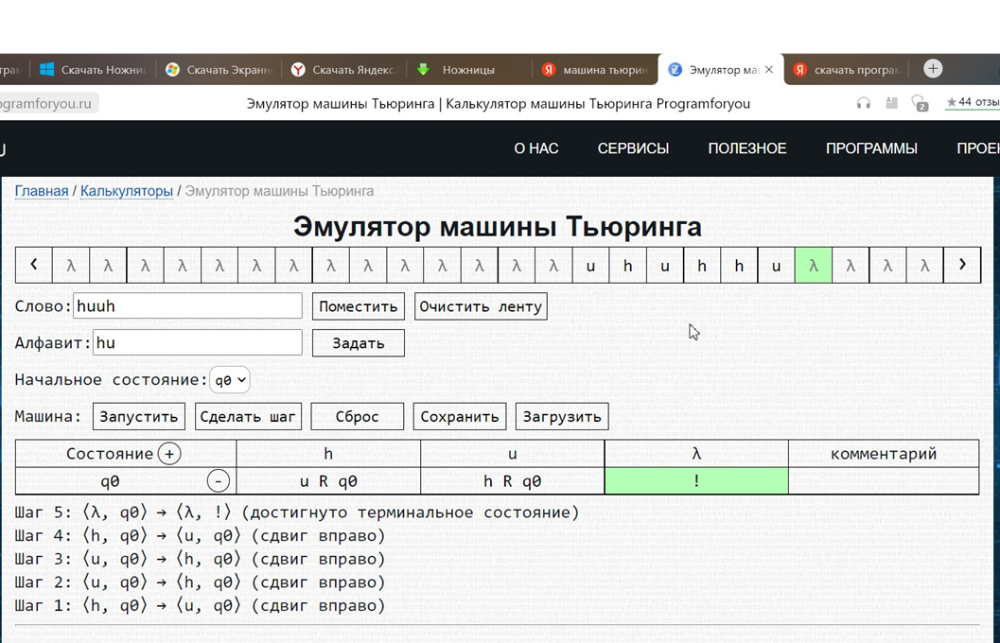 Скачать Ножни Скачать Экранн Скачать Яндекс. Ножницы машина тьюрин Эмулятор ма скачать програм
ogramforyou.ru Эмулятор машины Тьюринга | Калькулятор машины Тьюринга Programforyou 2 ★ 44 отзы
U О НАС СЕРВИСЫ ПОЛЕЗНОЕ ПРОГРАММЫ ПРОЕ
Главная / Калькуляторы / Эмулятор машины Тьюринга
Эмулятор машины Тьюринга
< λ λ λ λ λ λ λ λ λ λ λ λ λ λ u h u h h u λ λ λ λ >
Слово: huuh Поместить Очистить ленту
Алфавит: hu Задать
Начальное состояние: q0
Машина: Запустить Сделать шаг Сброс Сохранить Загрузить
Состояние + h u λ комментарий
q0 - u R q0 h R q0 !
Шаг 5: ⟨λ, q0⟩ → ⟨λ, !⟩ (достигнуто терминальное состояние)
Шаг 4: ⟨h, q0⟩ → ⟨u, q0⟩ (сдвиг вправо)
Шаг 3: ⟨u, q0⟩ → ⟨h, q0⟩ (сдвиг вправо)
Шаг 2: ⟨u, q0⟩ → ⟨h, q0⟩ (сдвиг вправо)
Шаг 1: ⟨h, q0⟩ → ⟨u, q0⟩ (сдвиг вправо)